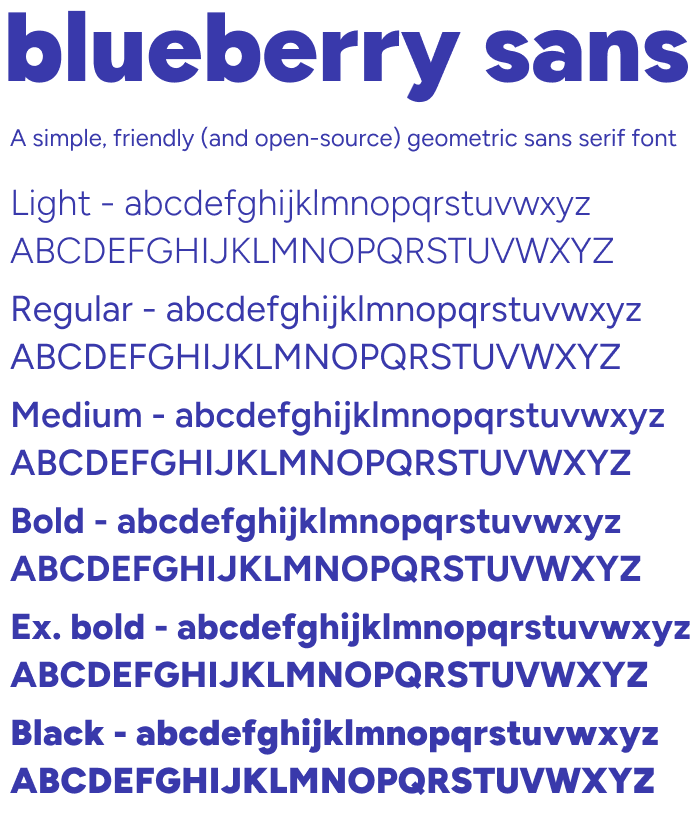 blueberry sans
A simple, friendly (and open-source) geometric sans serif font
Light - abcdefghijklmnopqrstuvwxyz
ABCDEFGHIJKLMNOPQRSTUVWXYZ
Regular - abcdefghijklmnopqrstuvwxyz
ABCDEFGHIJKLMNOPQRSTUVWXYZ
Medium - abcdefghijklmnopqrstuvwxyz
ABCDEFGHIJKLMNOPQRSTUVWXYZ
Bold - abcdefghijklmnopqrstuvwxyz
ABCDEFGHIJKLMNOPQRSTUVWXYZ
Ex. bold - abcdefghijklmnopqrstuvwxyz
ABCDEFGHIJKLMNOPQRSTUVWXYZ
Black - abcdefghijklmnopqrstuvwxyz
ABCDEFGHIJKLMNOPQRSTUVWXYZ